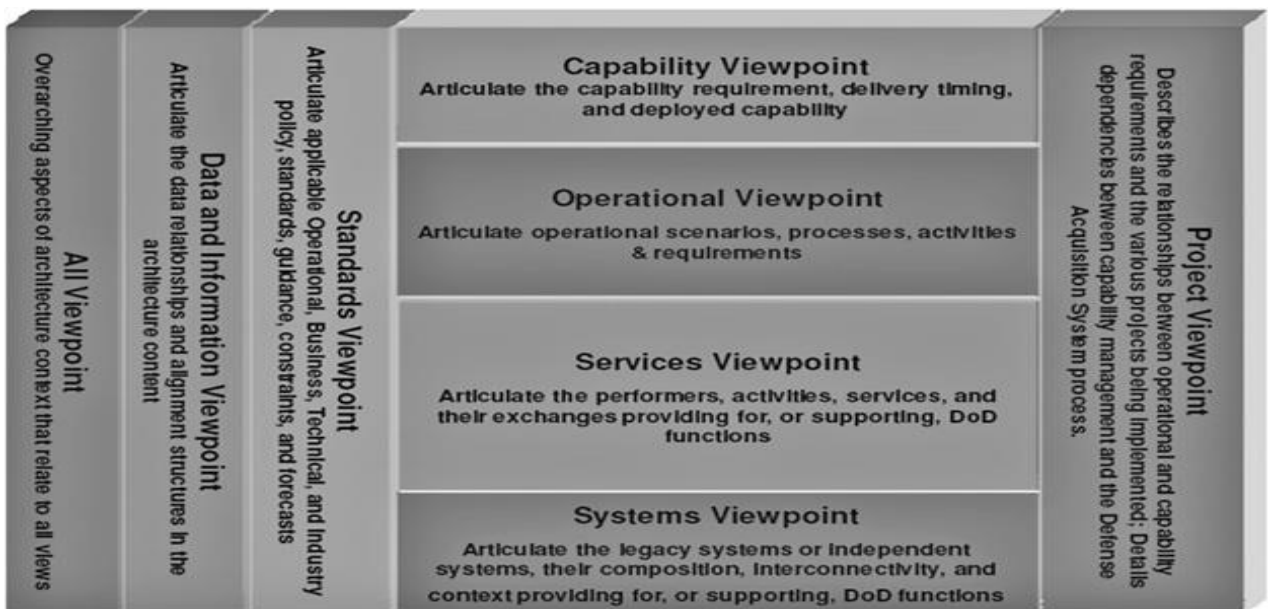 All Viewpoint
Overarching aspects of architecture context that relate to all views
Data and Information Viewpoint
Articulate the data relationships and alignment structures in the
architecture content
Standards Viewpoint
Articulate applicable Operational, Business, Technical, and Industry
policy, standards, guidance, constraints, and forecasts
Capability Viewpoint
Articulate the capability requirement, delivery timing,
and deployed capability
Operational Viewpoint
Articulate operational scenarios, processes, activities
& requirements
Services Viewpoint
Articulate the performers, activities, services, and
their exchanges providing for, or supporting, DoD
functions
Systems Viewpoint
Articulate the legacy systems or independent
systems, their composition, interconnectivity, and
context providing for, or supporting, DoD functions
Project Viewpoint
Describes the relationships between operational and capability
requirements and the various projects being implemented; Details
dependencies between capability management and the Defense
Acquisition System process.